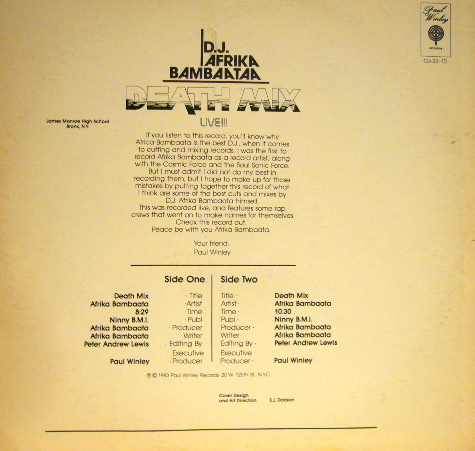 Paul
Winley
RECORDS
12x33-10
D.J.
AFRIKA
BAMBAATAA
DEATH MIX
LIVE!!!
James Monroe High School
Bronx, N.Y.
If you listen to this record, you'll know why
Africa Bambaata is the best D.J., when it comes
to cutting and mixing records. I was the first to
record Afrika Bambaata as a record artist, along
with the Cosmic Force and the Soul Sonic Force.
But I must admit I did not do my best in
recording them, but I hope to make up for those
mistakes by putting together this record of what
I think are some of the best cuts and mixes by
D.J. Afrika Bambaata himself.
This was recorded live, and features some rap
crews that went on to make names for themselves.
Check this record out.
Peace be with you Afrika Bambaata.
Your friend,
Paul Winley
Side One Side Two
Death Mix · Title Title · Death Mix
Afrika Bambaata · Artist Artist · Afrika Bambaata
8:29 · Time Time · 10:30
Ninny B.M.I. · Publ Publ · Ninny B.M.I.
Afrika Bambaata · Producer Producer · Afrika Bambaata
Afrika Bambaata Writer Writer Afrika Bambaata
Peter Andrew Lewis · Editing By Editing By · Peter Andrew Lewis
Executive Executive
Paul Winley · Producer Producer · Paul Winley
℗ © 1983 Paul Winley Records 20 W. 125th St., N.Y.C.
Cover Design
and Art Direction E.J. Dobson